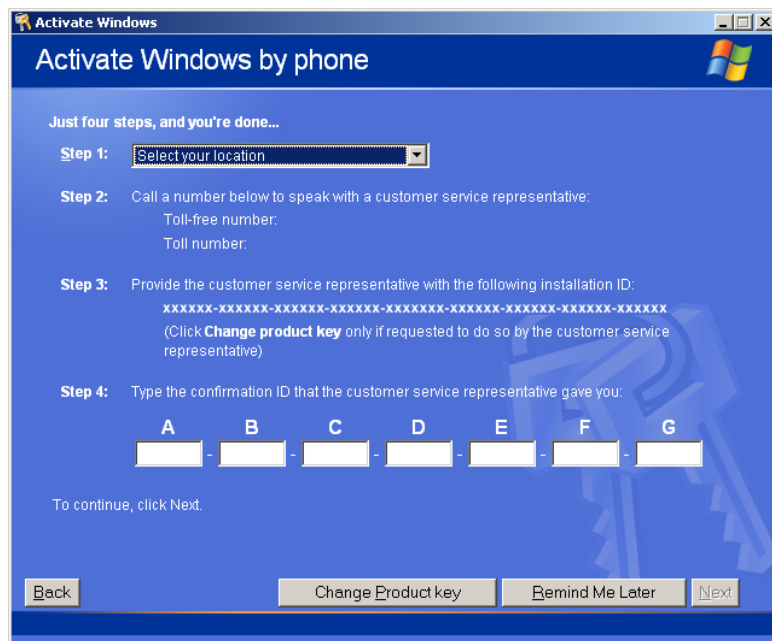 Activate Windows
Activate Windows by phone
Just four steps, and you're done...
Step 1: Select your location
Step 2: Call a number below to speak with a customer service representative:
Toll-free number:
Toll number:
Step 3: Provide the customer service representative with the following installation ID:
xxxxxx-xxxxxx-xxxxxx-xxxxxx-xxxxxxx-xxxxxx-xxxxxx-xxxxxx-xxxxxx
(Click Change product key only if requested to do so by the customer service
representative)
Step 4: Type the confirmation ID that the customer service representative gave you:
A B C D E F G
- - - - - -
To continue, click Next.
Back Change Product key Remind Me Later Next